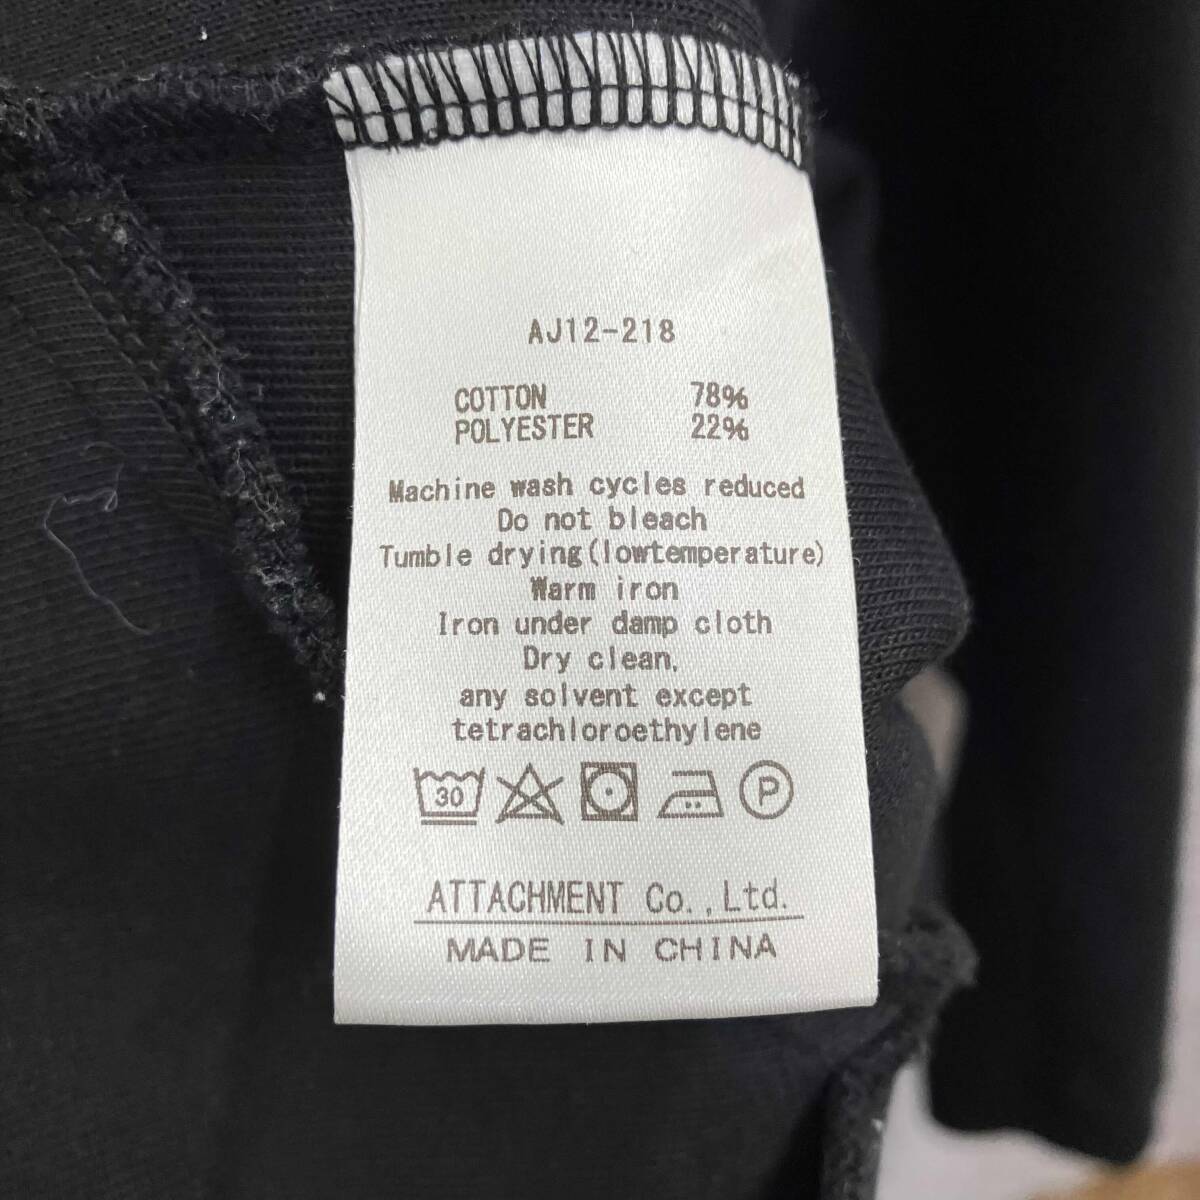 AJ12-218
COTTON 78%
POLYESTER 22%
Machine wash cycles reduced
Do not bleach
Tumble drying(lowtemperature)
Warm iron
Iron under damp cloth
Dry clean,
any solvent except
tetrachloroethylene
30 P
ATTACHMENT Co.,Ltd.
MADE IN CHINA